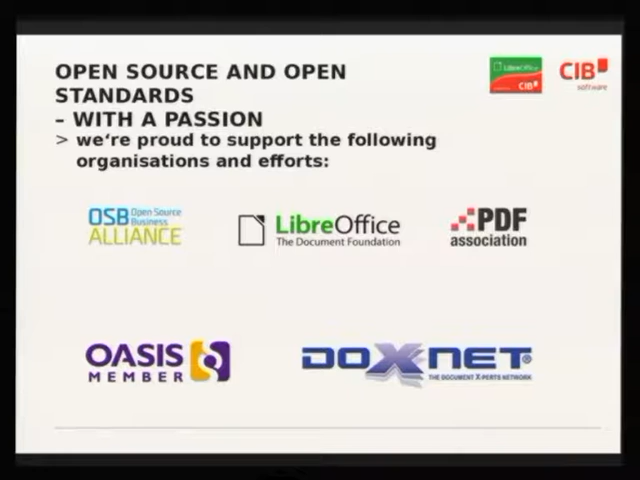 OPEN SOURCE AND OPEN
STANDARDS
– WITH A PASSION
> we‘re proud to support the following
organisations and efforts:
LibreOffice
CIB
CIB
software
OSB Open Source
Business
ALLIANCE
LibreOffice
The Document Foundation
PDF
association
OASIS
MEMBER
DOXNET®
THE DOCUMENT X-PERTS NETWORK